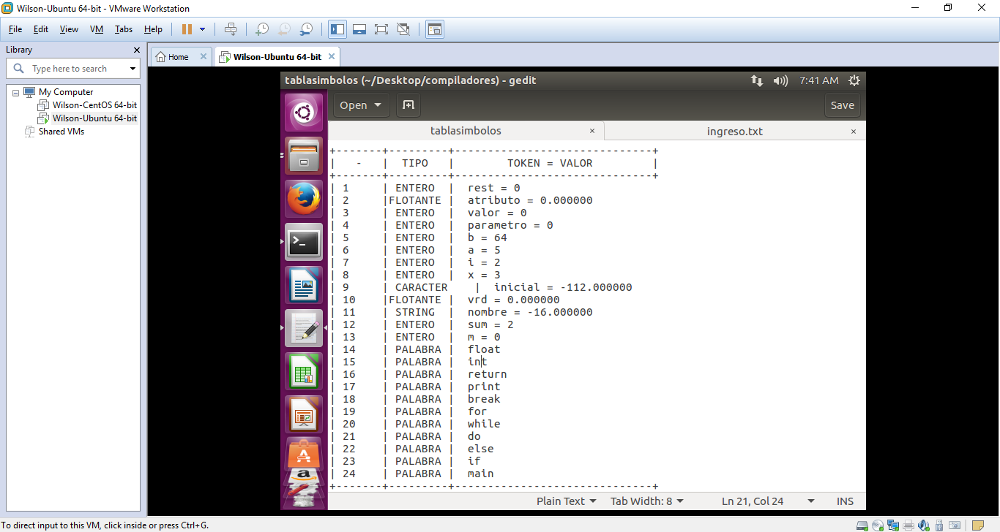 Wilson-Ubuntu 64-bit - VMware Workstation
File Edit View VM Tabs Help
Library
Home
Wilson-Ubuntu 64-bit
Type here to search
My Computer
Wilson-CentOS 64-bit
Wilson-Ubuntu 64-bit
Shared VMs
tablasimbolos (~/Desktop/compiladores) - gedit
7:41 AM
Open
Save
tablasimbolos
ingreso.txt
+-------+---------+------------------------------+
| - | TIPO | TOKEN = VALOR |
+-------+---------+------------------------------+
| 1 | ENTERO | rest = 0
| 2 |FLOTANTE | atributo = 0.000000
| 3 | ENTERO | valor = 0
| 4 | ENTERO | parametro = 0
| 5 | ENTERO | b = 64
| 6 | ENTERO | a = 5
| 7 | ENTERO | i = 2
| 8 | ENTERO | x = 3
| 9 | CARACTER | inicial = -112.000000
| 10 |FLOTANTE | vrd = 0.000000
| 11 | STRING | nombre = -16.000000
| 12 | ENTERO | sum = 2
| 13 | ENTERO | m = 0
| 14 | PALABRA | float
| 15 | PALABRA | int
| 16 | PALABRA | return
| 17 | PALABRA | print
| 18 | PALABRA | break
| 19 | PALABRA | for
| 20 | PALABRA | while
| 21 | PALABRA | do
| 22 | PALABRA | else
| 23 | PALABRA | if
| 24 | PALABRA | main
+-------+---------+------------------------------+
Plain Text Tab Width: 8 Ln 21, Col 24 INS
To direct input to this VM, click inside or press Ctrl+G.